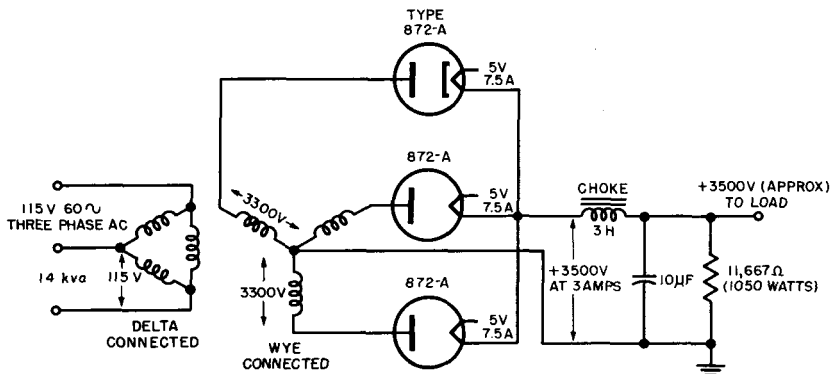 TYPE
872-A
5V
7.5A
872-A
5V
7.5A
872-A
5V
7.5A
3300V
3300V
115V 60~
THREE PHASE AC
14 kva
115V
DELTA
CONNECTED
WYE
CONNECTED
CHOKE
3H
+3500V (APPROX)
TO LOAD
+3500V
AT 3AMPS
10µF
11,667Ω
(1050 WATTS)